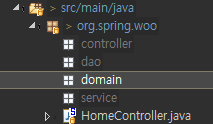 src/main/java
org.spring.woo
controller
dao
domain
service
HomeController.java